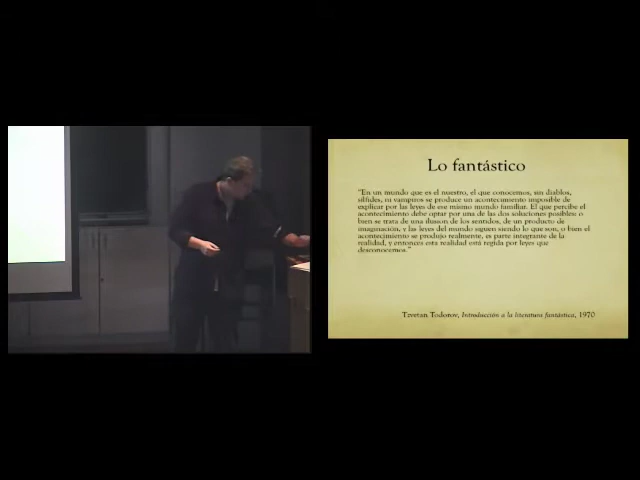 Lo fantástico
"En un mundo que es el nuestro, el que conocemos, sin diablos,
sílfides, ni vampiros se produce un acontecimiento imposible de
explicar por las leyes de ese mismo mundo familiar. El que percibe el
acontecimiento debe optar por una de las dos soluciones posibles: o
bien se trata de una ilusión de los sentidos, de un producto de
imaginación, y las leyes del mundo siguen siendo lo que son, o bien el
acontecimiento se produjo realmente, es parte integrante de la
realidad, y entonces esta realidad está regida por leyes que
desconocemos."
Tzvetan Todorov, Introducción a la literatura fantástica, 1970